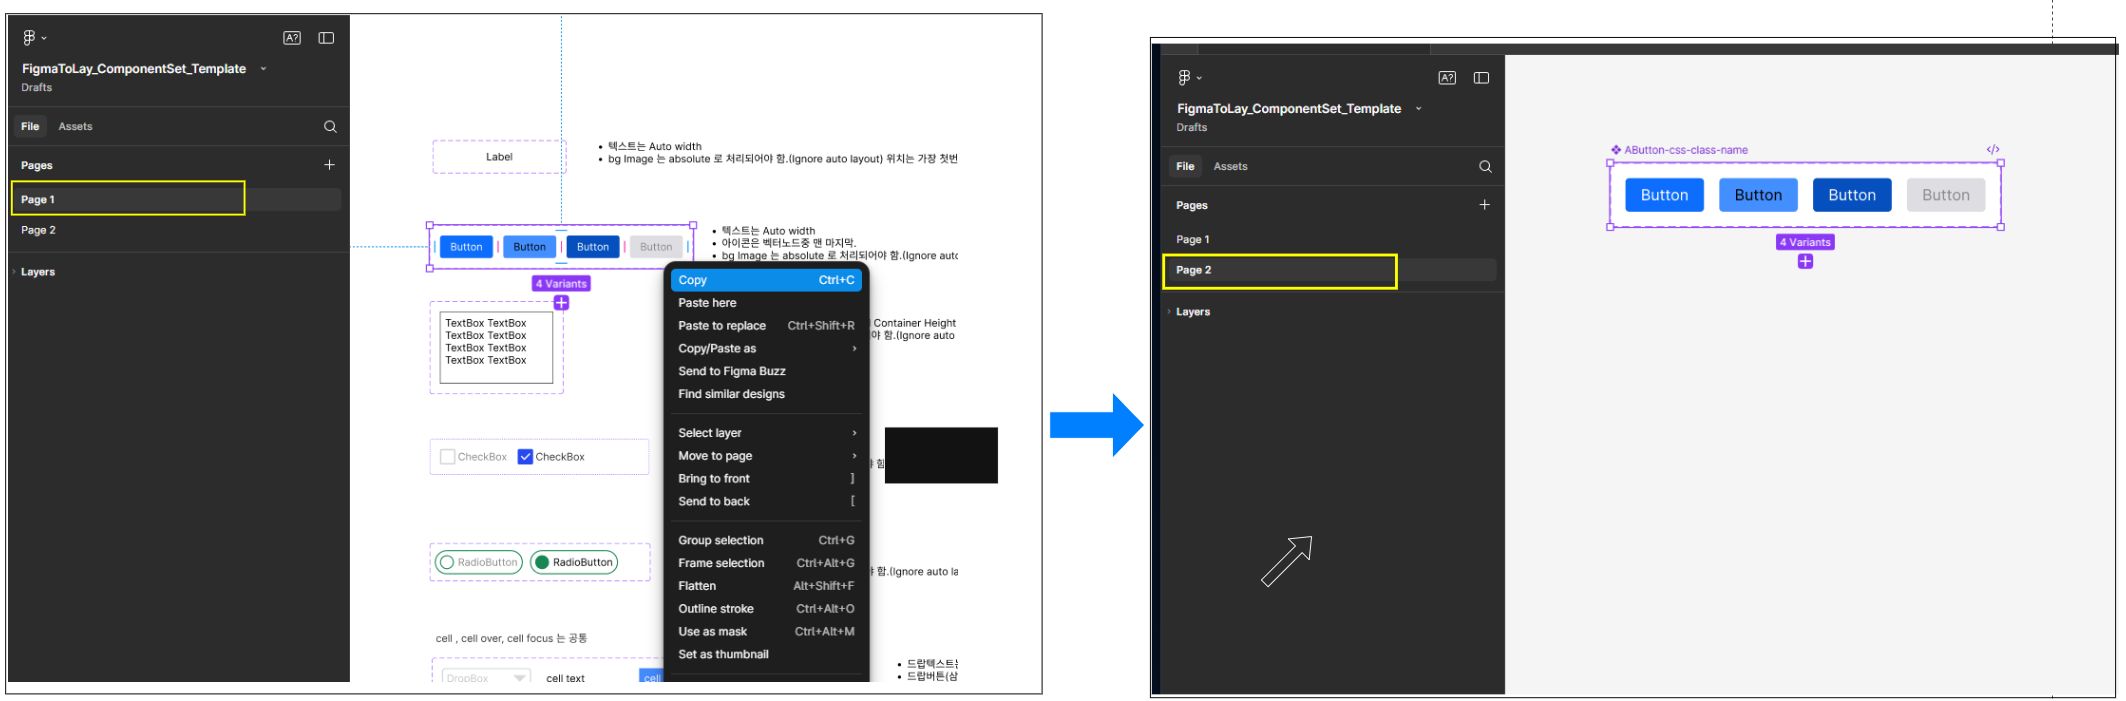 A?
FigmaToLay_ComponentSet_Template
Drafts
File Assets
Pages
Page 1
Page 2
Layers
Label
• 텍스트는 Auto width
• bg Image 는 absolute 로 처리되어야 함.(Ignore auto layout) 위치는 가장 첫번
Button Button Button Button
4 Variants
• 텍스트는 Auto width
• 아이콘은 벡터노드중 맨 마지막.
• bg Image 는 absolute 로 처리되어야 함.(Ignore autc
TextBox TextBox
TextBox TextBox
TextBox TextBox
TextBox TextBox
Container Height
야 함.(Ignore auto
CheckBox CheckBox
RadioButton RadioButton
함.(Ignore auto la
cell , cell over, cell focus 는 공통
DropBox cell text cell
• 드랍텍스트는
• 드랍버튼(삼
Copy Ctrl+C
Paste here
Paste to replace Ctrl+Shift+R
Copy/Paste as
Send to Figma Buzz
Find similar designs
Select layer
Move to page
Bring to front ]
Send to back [
Group selection Ctrl+G
Frame selection Ctrl+Alt+G
Flatten Alt+Shift+F
Outline stroke Ctrl+Alt+O
Use as mask Ctrl+Alt+M
Set as thumbnail
A?
FigmaToLay_ComponentSet_Template
Drafts
File Assets
Pages
Page 1
Page 2
Layers
AButton-css-class-name </>
Button Button Button Button
4 Variants